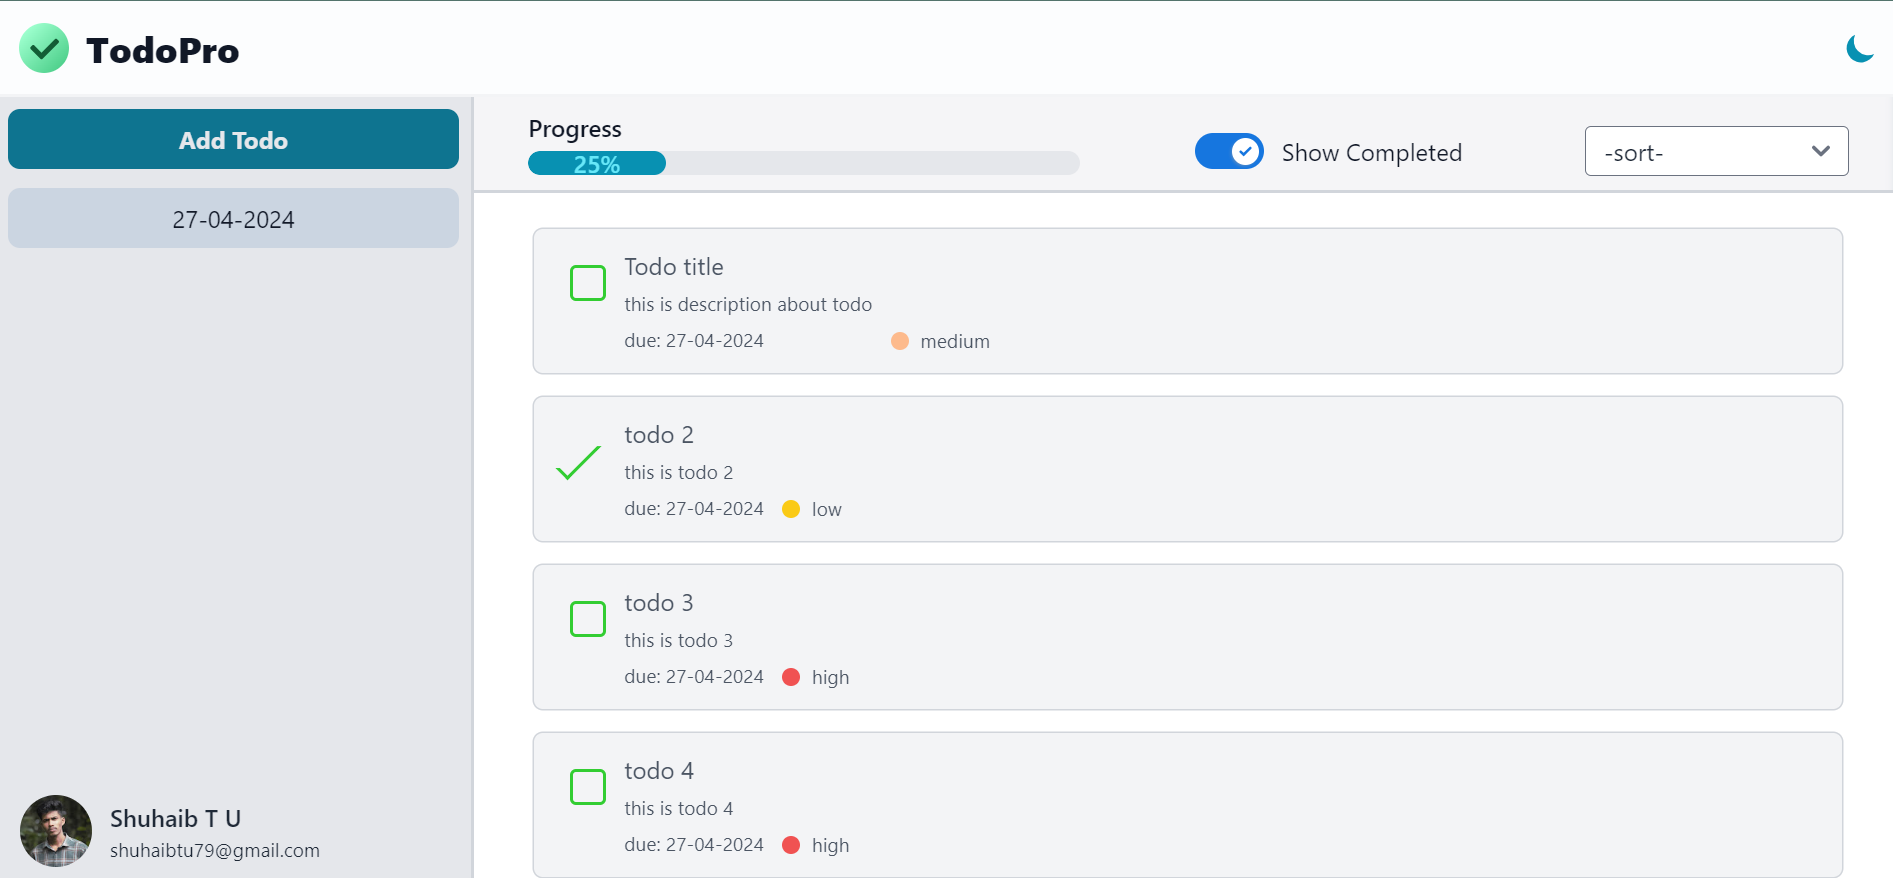 TodoPro
Add Todo
27-04-2024
Progress
25%
Show Completed
-sort-
Todo title
this is description about todo
due: 27-04-2024 medium
todo 2
this is todo 2
due: 27-04-2024 low
todo 3
this is todo 3
due: 27-04-2024 high
todo 4
this is todo 4
due: 27-04-2024 high
Shuhaib T U
shuhaibtu79@gmail.com